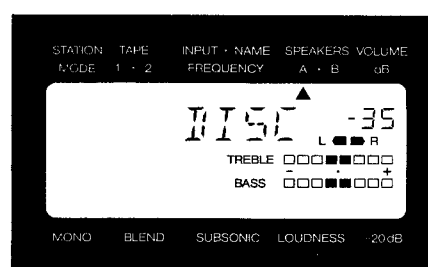 STATION TAPE INPUT · NAME SPEAKERS VOLUME
MODE 1 · 2 FREQUENCY A · B dB
DISC -35
L R
TREBLE
- · +
BASS
MONO BLEND SUBSONIC LOUDNESS -20dB